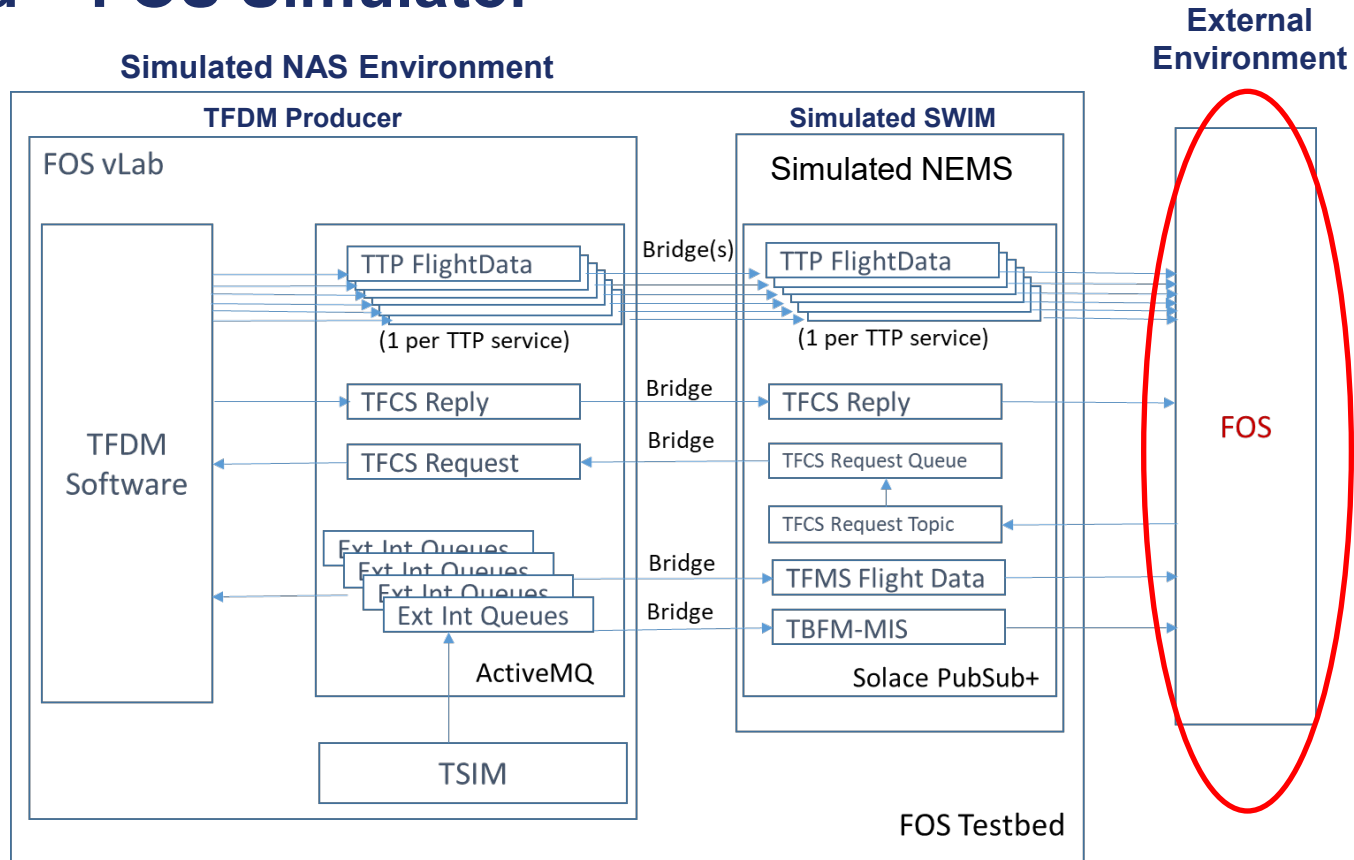 FOS Simulator
External
Environment
Simulated NAS Environment
TFDM Producer
Simulated SWIM
FOS vLab
Simulated NEMS
TTP FlightData
Bridge(s)
TTP FlightData
(1 per TTP service)
(1 per TTP service)
TFCS Reply
Bridge
TFCS Reply
FOS
TFDM
Software
TFCS Request
Bridge
TFCS Request Queue
TFCS Request Topic
Ext Int Queues
Ext Int Queues
Ext Int Queues
Ext Int Queues
Bridge
TFMS Flight Data
Bridge
TBFM-MIS
ActiveMQ
Solace PubSub+
TSIM
FOS Testbed